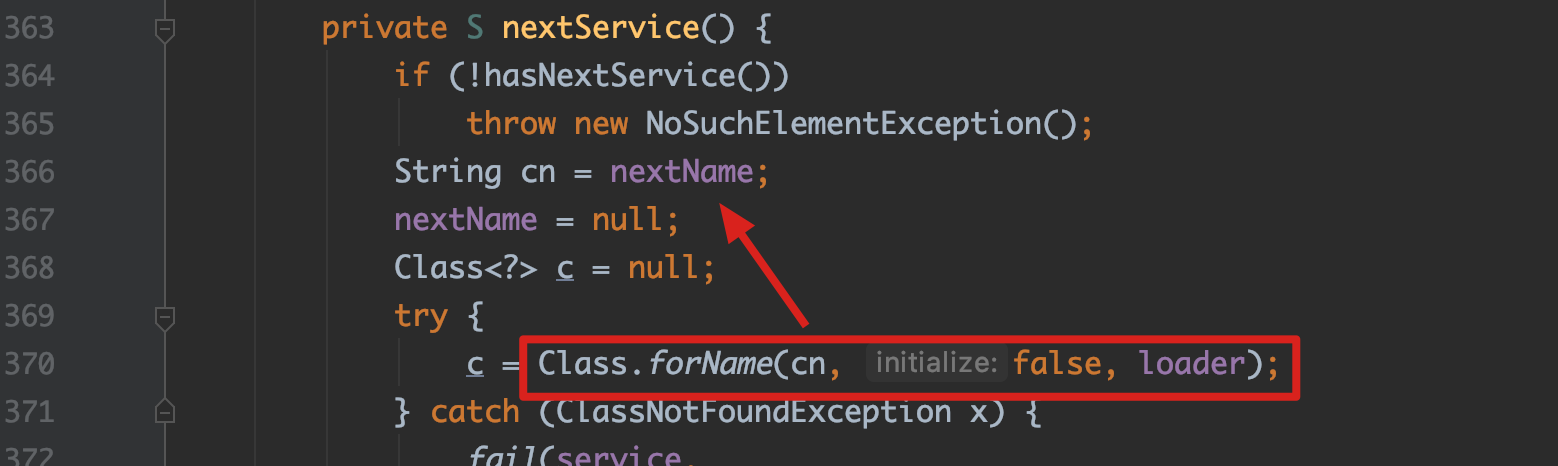 363 private S nextService() {
364 if (!hasNextService())
365 throw new NoSuchElementException();
366 String cn = nextName;
367 nextName = null;
368 Class<?> c = null;
369 try {
370 c = Class.forName(cn, initialize: false, loader);
371 } catch (ClassNotFoundException x) {
372 fail(service,